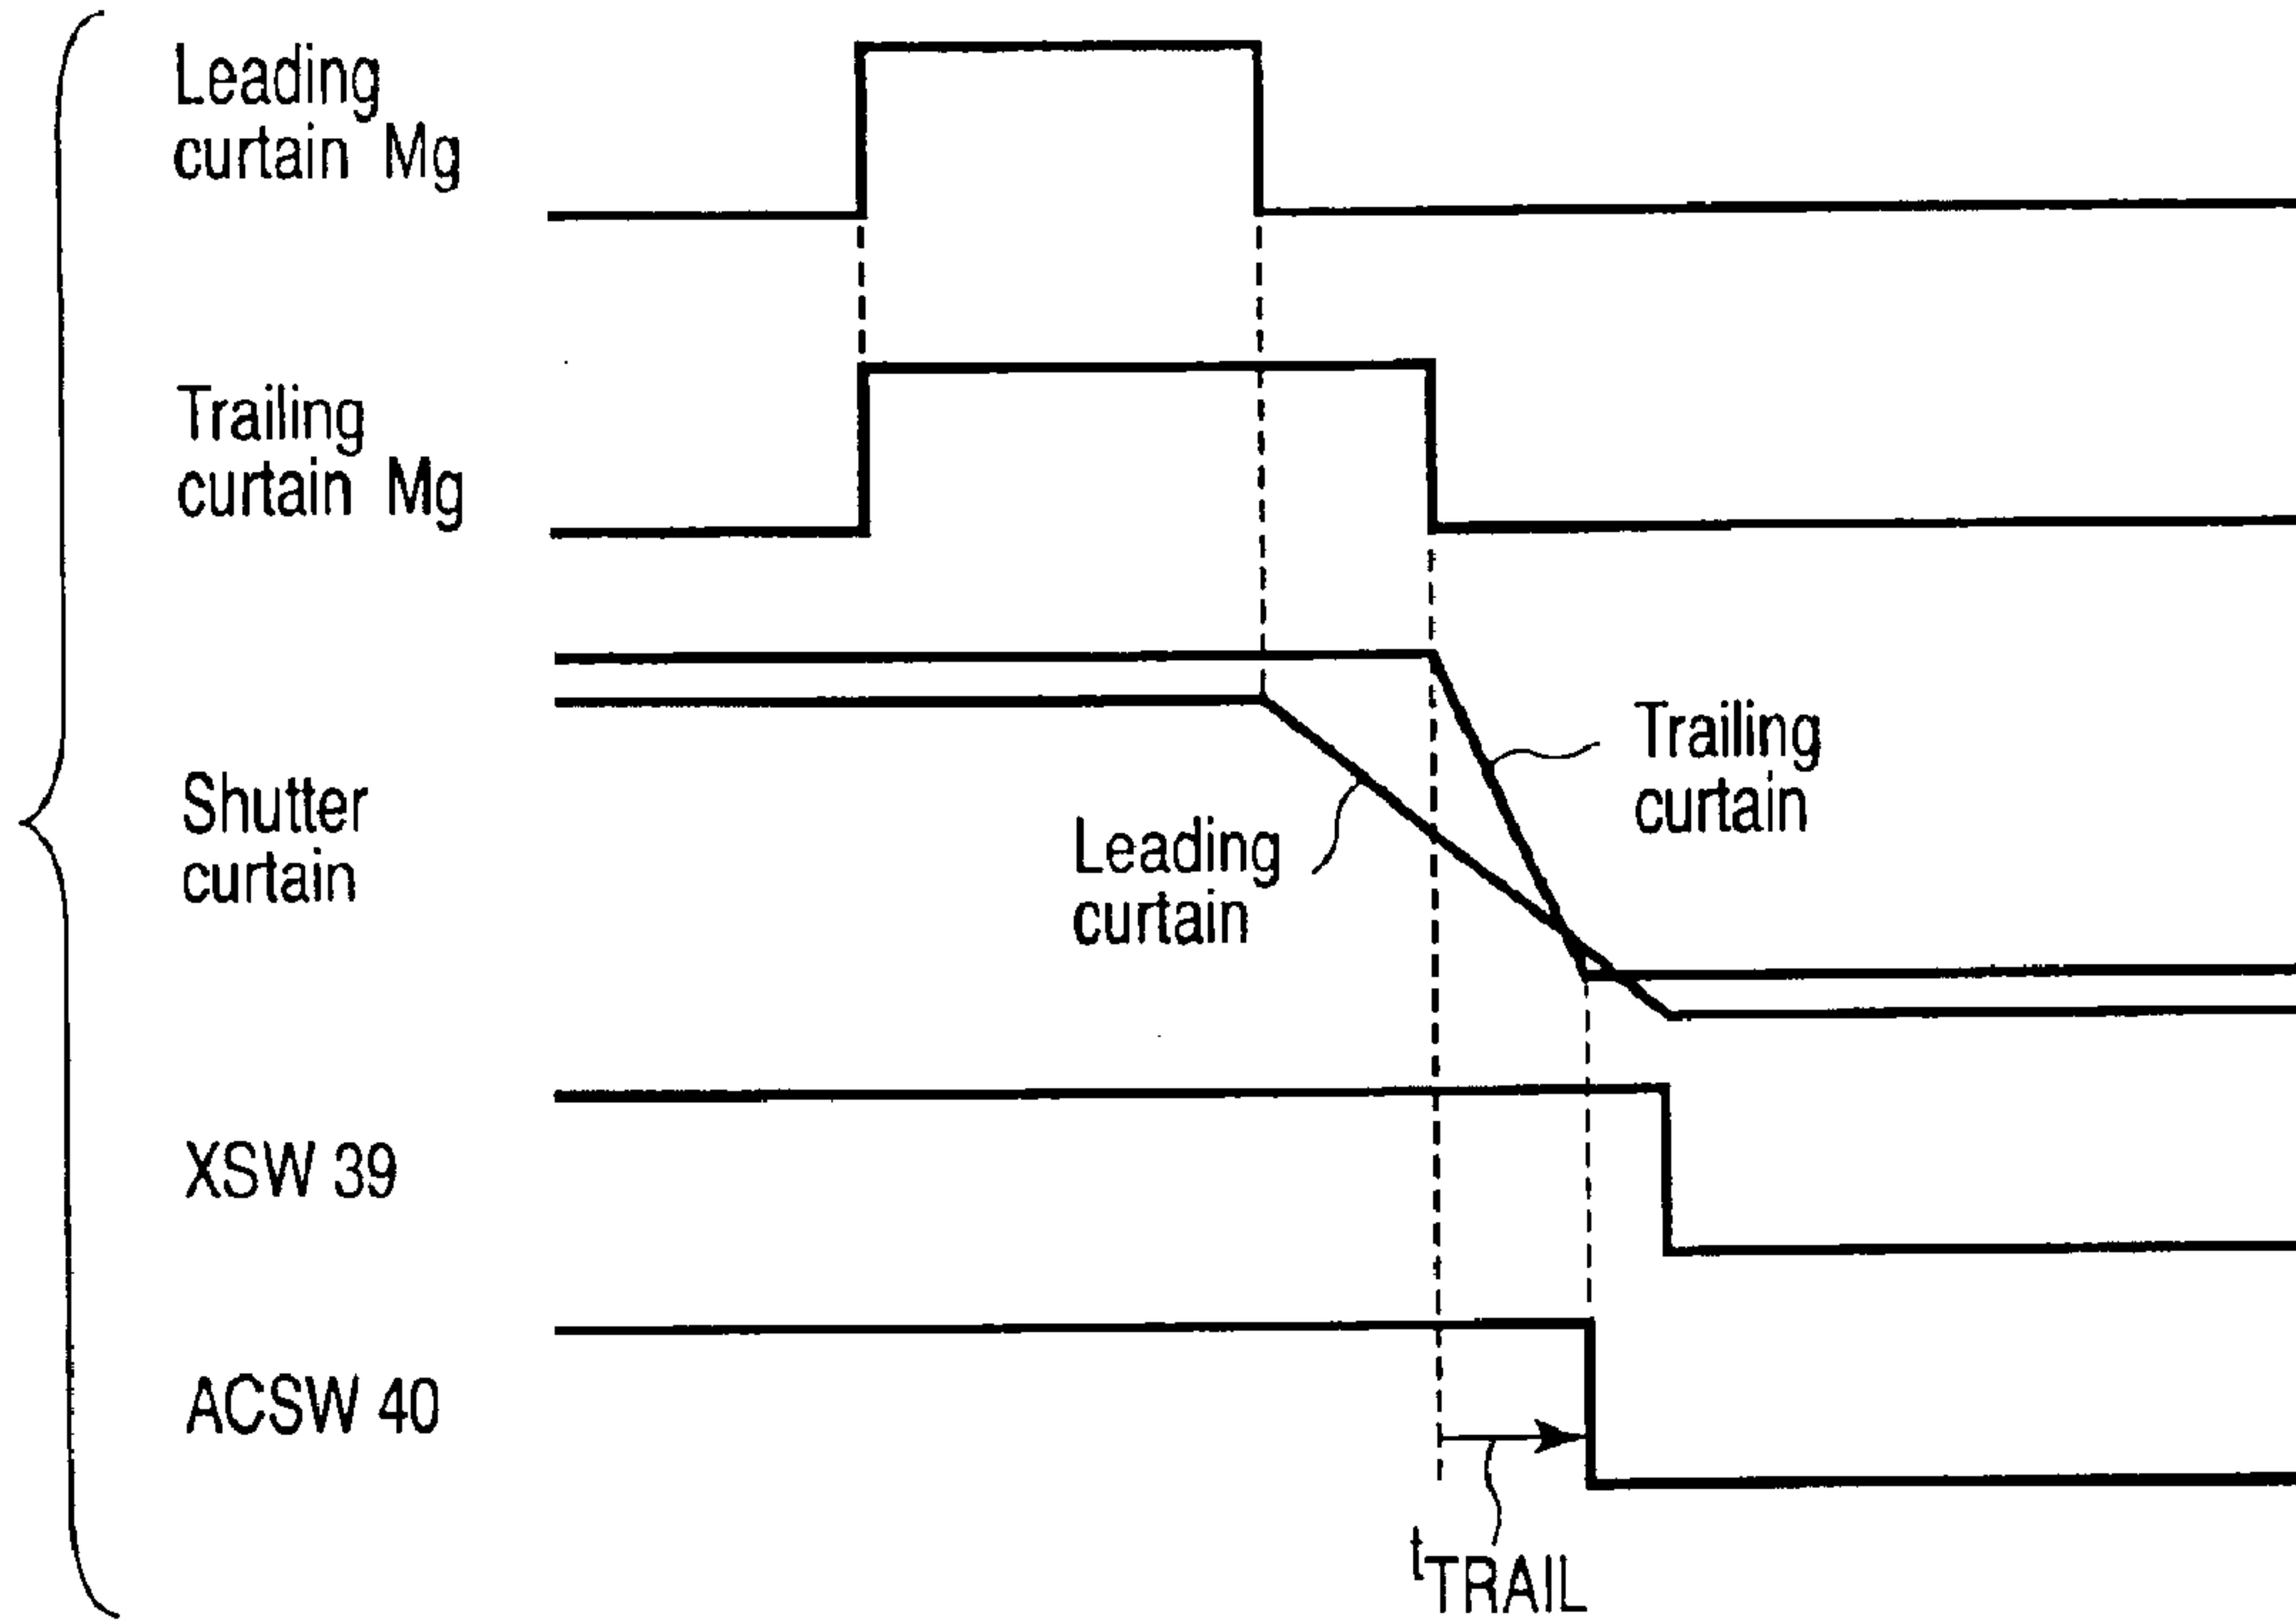 Leading
curtain Mg
Trailing
curtain Mg
Shutter
curtain
Leading
curtain
Trailing
curtain
XSW 39
ACSW 40
tTRAIL